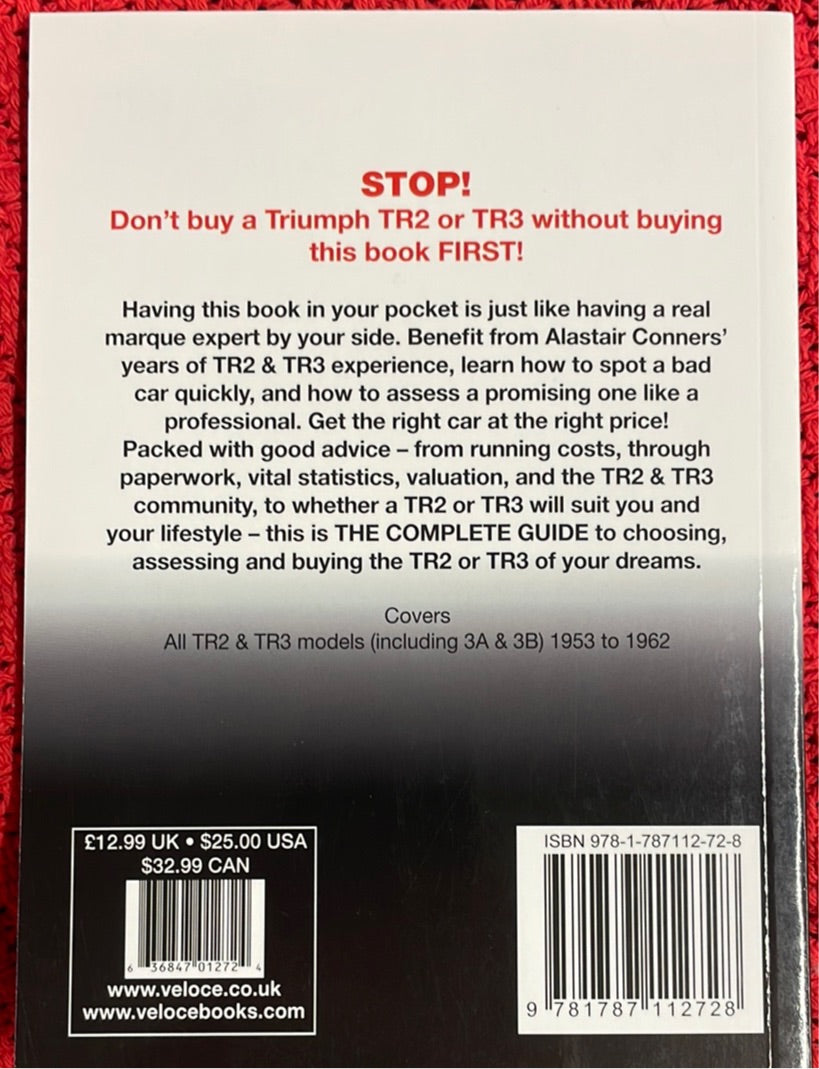 STOP!
Don't buy a Triumph TR2 or TR3 without buying
this book FIRST!
Having this book in your pocket is just like having a real
marque expert by your side. Benefit from Alastair Conners'
years of TR2 & TR3 experience, learn how to spot a bad
car quickly, and how to assess a promising one like a
professional. Get the right car at the right price!
Packed with good advice – from running costs, through
paperwork, vital statistics, valuation, and the TR2 & TR3
community, to whether a TR2 or TR3 will suit you and
your lifestyle – this is THE COMPLETE GUIDE to choosing,
assessing and buying the TR2 or TR3 of your dreams.
Covers
All TR2 & TR3 models (including 3A & 3B) 1953 to 1962
£12.99 UK • $25.00 USA
$32.99 CAN
6 36847 01272 4
www.veloce.co.uk
www.velocebooks.com
ISBN 978-1-787112-72-8
9 781787 112728